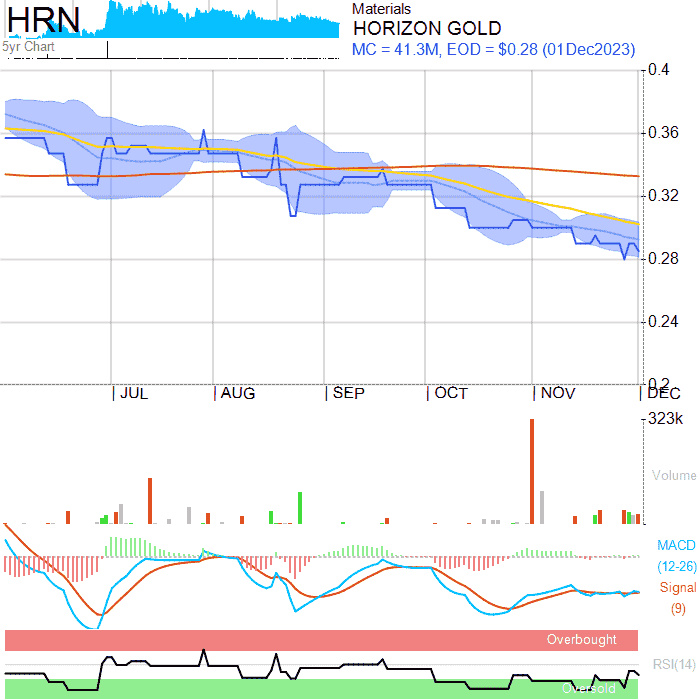 HRN
Materials
HORIZON GOLD
5yr Chart
MC = 41.3M, EOD = $0.28 (01Dec2023)
0.4
0.36
0.32
0.28
0.24
0.2
JUL AUG SEP OCT NOV DEC
323k
Volume
MACD
(12-26)
Signal
(9)
Overbought
RSI(14)
Oversold